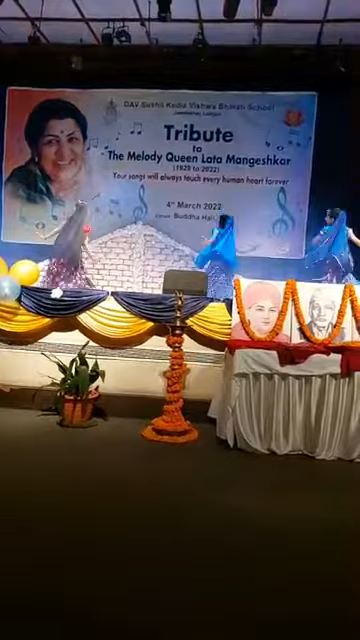 DAV Sushil Kedia Vishwa Bharati School
Tribute
to
The Melody Queen Lata Mangeshkar
(1929 to 2022)
Your songs will always touch every "human heart" forever
4th March 2022
Buddha Hall